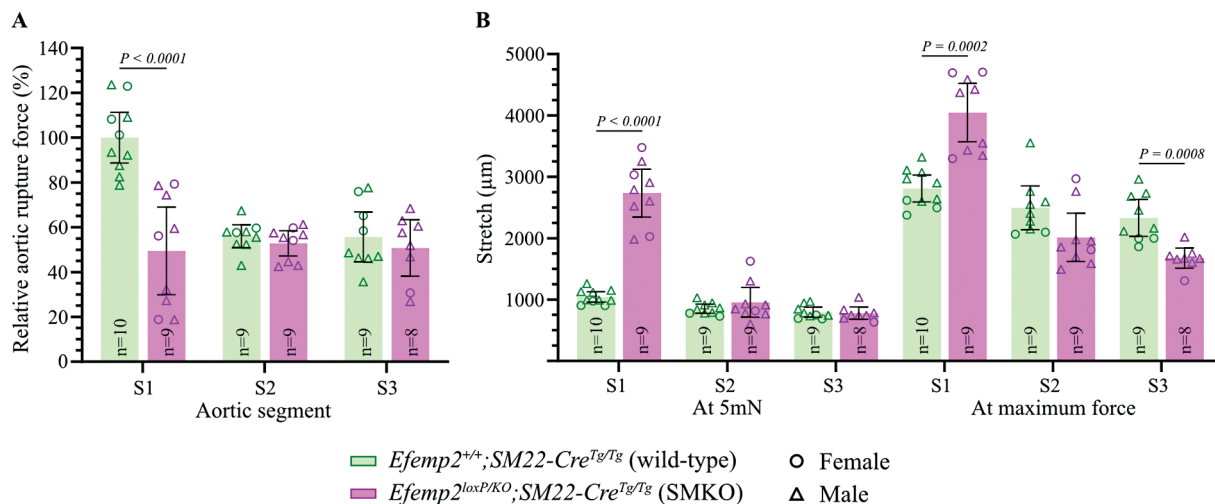 A
B
Relative aortic rupture force (%)
140
120
100
80
60
40
20
0
P < 0.0001
n=10
n=9
n=9
n=9
n=9
n=8
S1
S2
S3
Aortic segment
Stretch (µm)
5000
4000
3000
2000
1000
P < 0.0001
P = 0.0002
P = 0.0008
n=10
n=9
n=9
n=9
n=9
n=8
n=10
n=9
n=9
n=9
n=9
n=8
S1
S2
S3
S1
S2
S3
At 5mN
At maximum force
Efemp2+/+;SM22-CreTg/Tg (wild-type)
Efemp2loxP/KO;SM22-CreTg/Tg (SMKO)
Female
Male